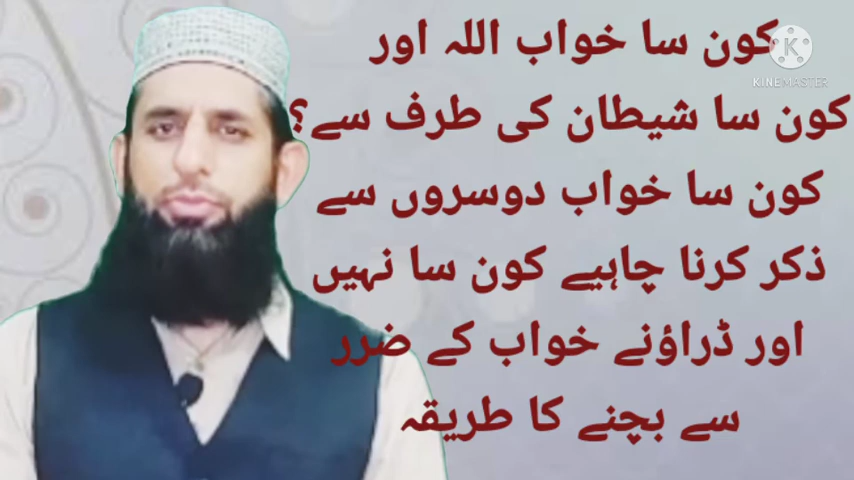 کون سا خواب اللہ اور
کون سا شیطان کی طرف سے؟
کون سا خواب دوسروں سے
ذکر کرنا چاہیے کون سا نہیں
اور ڈراؤنے خواب کے ضرر
سے بچنے کا طریقہ
K
KINEMASTER